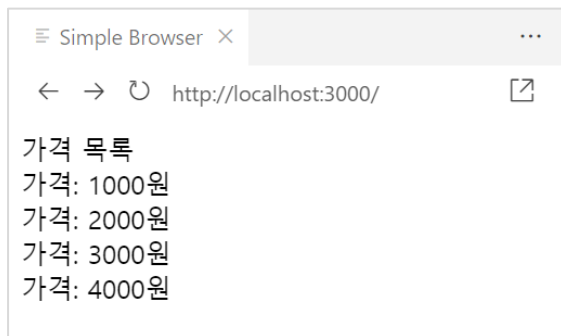 Simple Browser
http://localhost:3000/
가격 목록
가격: 1000원
가격: 2000원
가격: 3000원
가격: 4000원